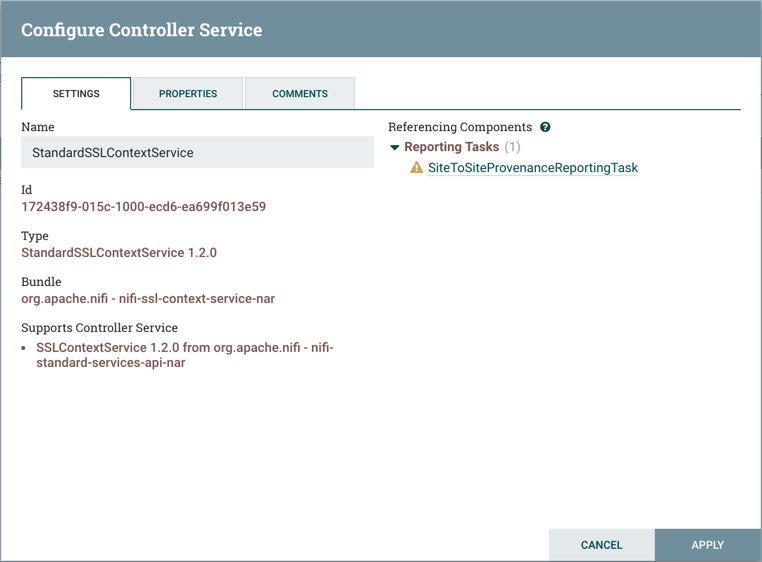 Configure Controller Service
SETTINGS
PROPERTIES
COMMENTS
Name
StandardSSLContextService
Id
172438f9-015c-1000-ecd6-ea699f013e59
Type
StandardSSLContextService 1.2.0
Bundle
org.apache.nifi - nifi-ssl-context-service-nar
Supports Controller Service
• SSLContextService 1.2.0 from org.apache.nifi - nifi-
standard-services-api-nar
Referencing Components ?
Reporting Tasks (1)
SiteToSiteProvenanceReportingTask
CANCEL
APPLY